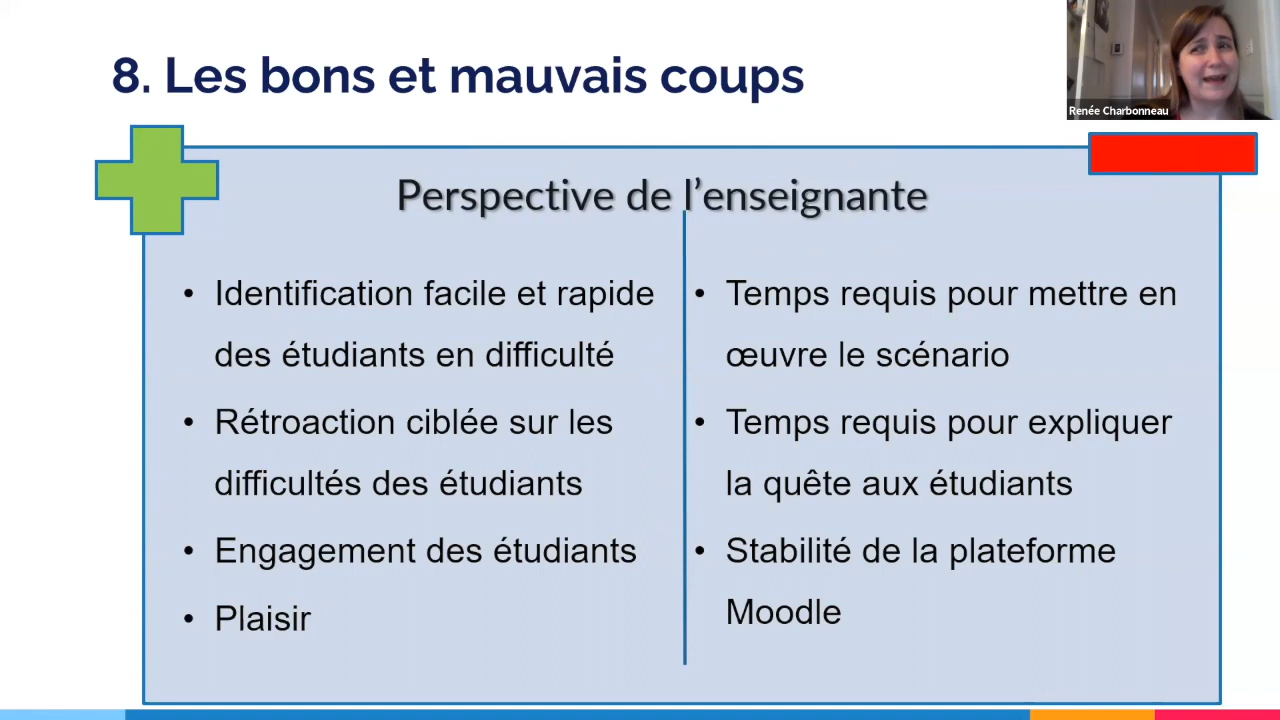 8. Les bons et mauvais coups
Renée Charbonneau
Perspective de l’enseignante
• Identification facile et rapide
des étudiants en difficulté
• Rétroaction ciblée sur les
difficultés des étudiants
• Engagement des étudiants
• Plaisir
• Temps requis pour mettre en
œuvre le scénario
• Temps requis pour expliquer
la quête aux étudiants
• Stabilité de la plateforme
Moodle